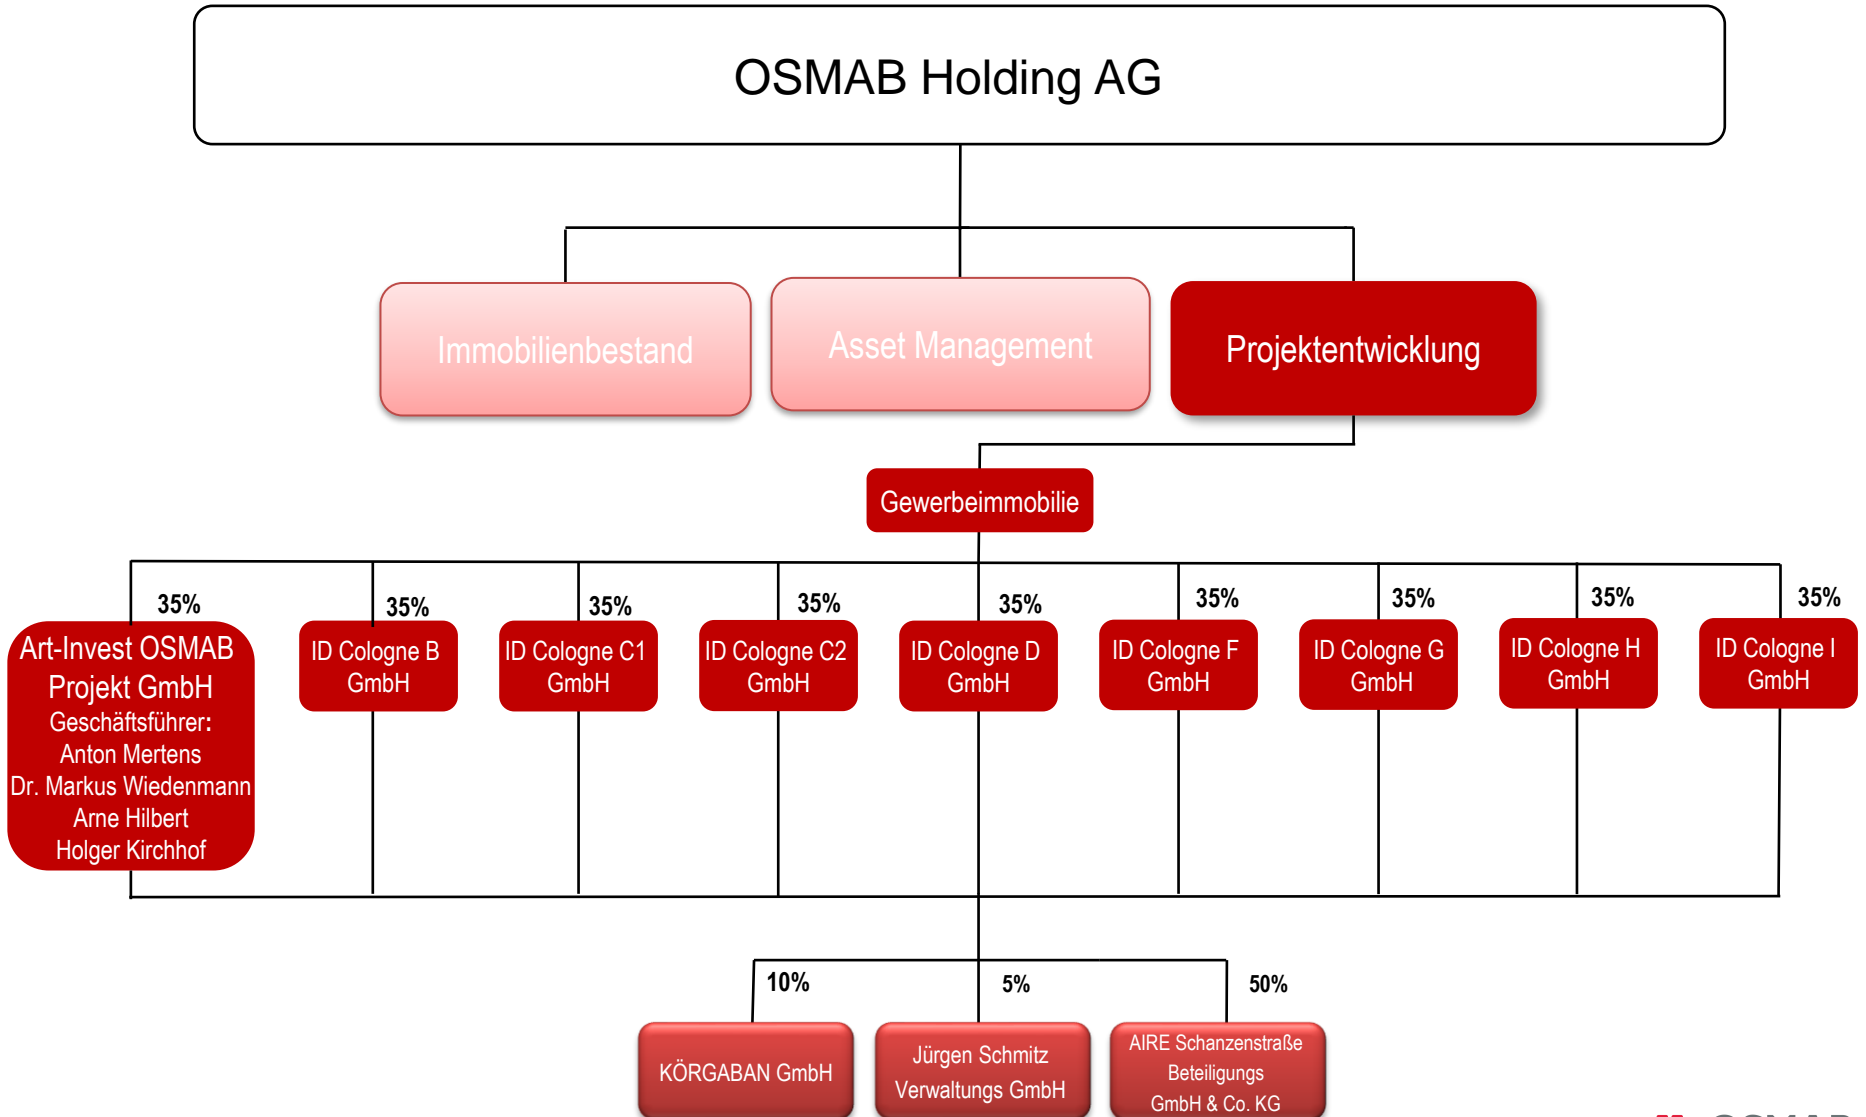 OSMAB Holding AG
Immobilienbestand
Asset Management
Projektentwicklung
Gewerbeimmobilie
35%
35%
35%
35%
35%
35%
35%
35%
35%
Art-Invest OSMAB
Projekt GmbH
Geschäftsführer:
Anton Mertens
Dr. Markus Wiedenmann
Arne Hilbert
Holger Kirchhof
ID Cologne B
GmbH
ID Cologne C1
GmbH
ID Cologne C2
GmbH
ID Cologne D
GmbH
ID Cologne F
GmbH
ID Cologne G
GmbH
ID Cologne H
GmbH
ID Cologne I
GmbH
10%
5%
50%
KÖRGABAN GmbH
Jürgen Schmitz
Verwaltungs GmbH
AIRE Schanzenstraße
Beteiligungs
GmbH & Co. KG